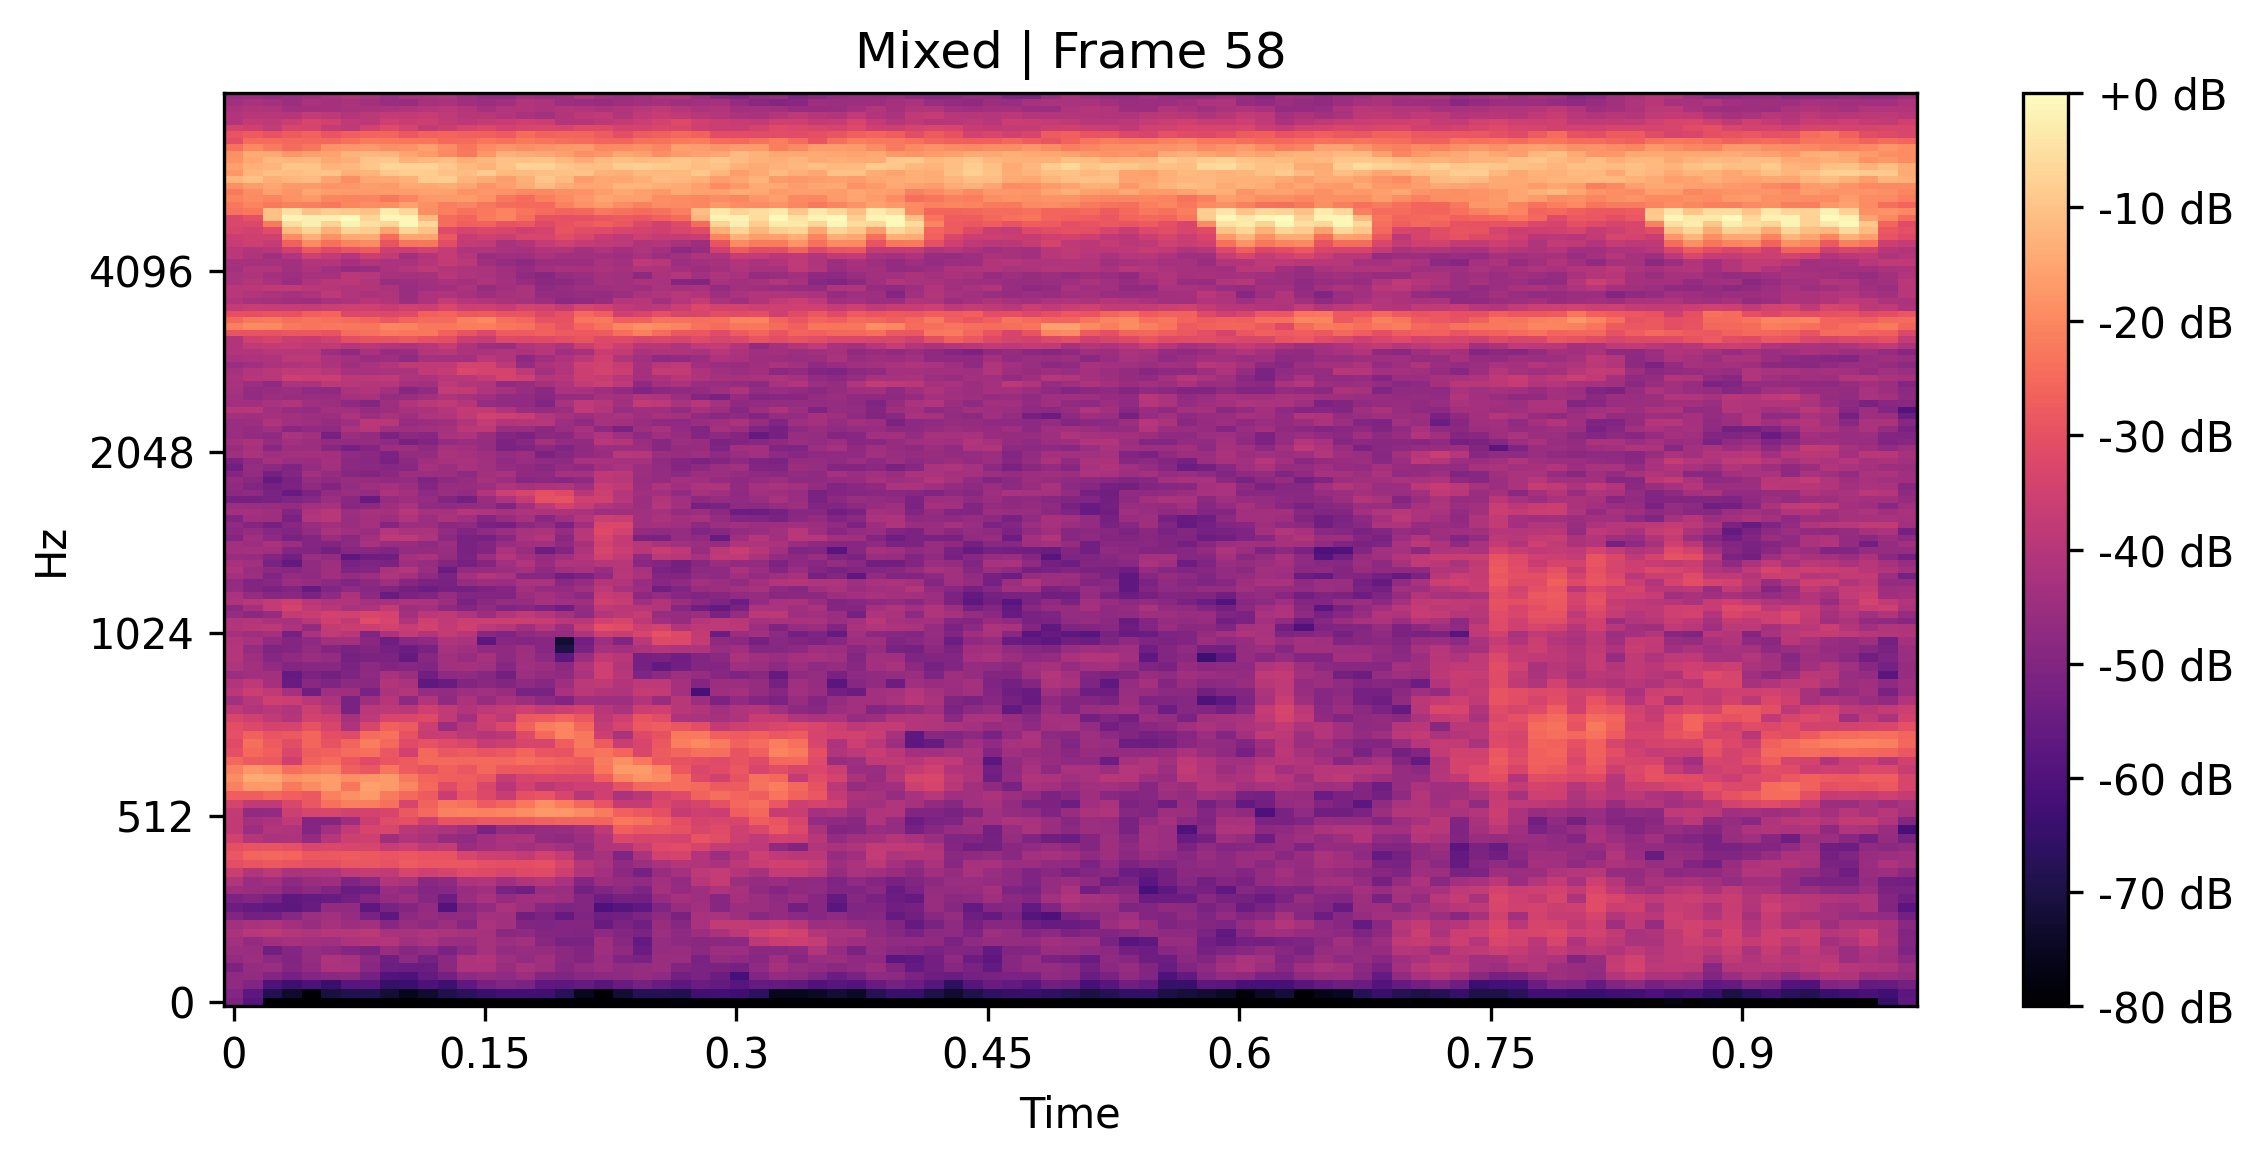 Mixed | Frame 58
+0 dB
-10 dB
-20 dB
-30 dB
-40 dB
-50 dB
-60 dB
-70 dB
-80 dB
4096
2048
1024
512
0
Hz
0 0.15 0.3 0.45 0.6 0.75 0.9
Time